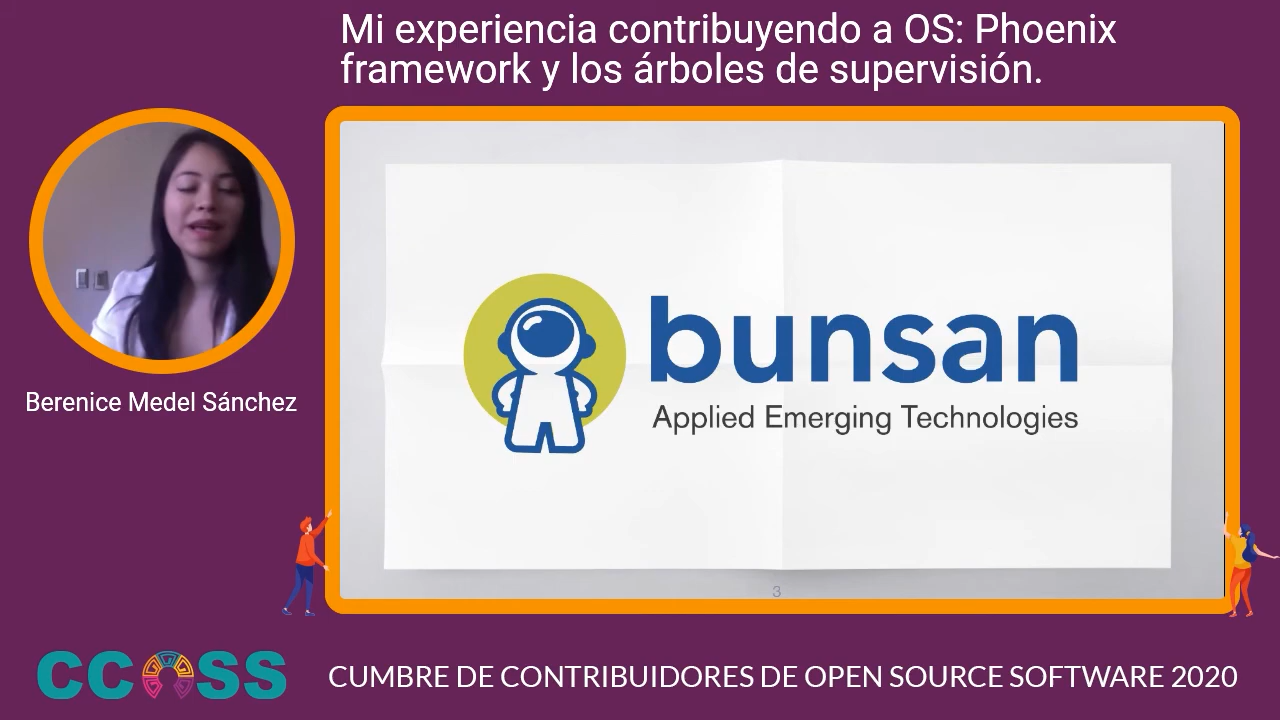 Mi experiencia contribuyendo a OS: Phoenix
framework y los árboles de supervisión.
Berenice Medel Sánchez
bunsan
Applied Emerging Technologies
3
CCOSS
CUMBRE DE CONTRIBUIDORES DE OPEN SOURCE SOFTWARE 2020